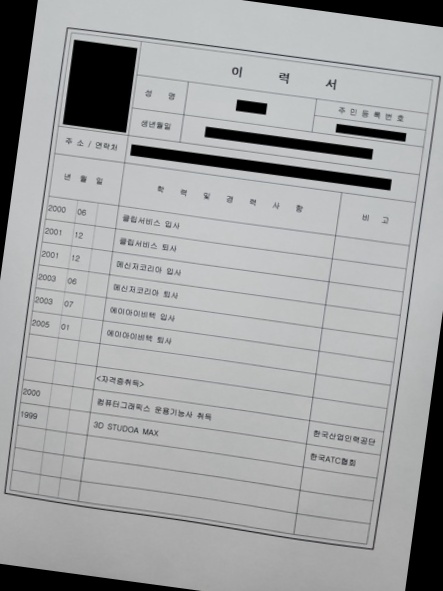 이 력 서
성 명
주 민 등 록 번 호
생년월일
주 소 / 연락처
년 월 일 학 력 및 경 력 사 항 비 고
2000 06 클립서비스 입사
2001 12 클립서비스 퇴사
2001 12 메신저코리아 입사
2003 06 메신저코리아 퇴사
2003 07 에이아이비텍 입사
2005 01 에이아이비텍 퇴사
<자격증취득>
2000 컴퓨터그래픽스 운용기능사 취득 한국산업인력공단
1999 3D STUDOA MAX 한국ATC협회